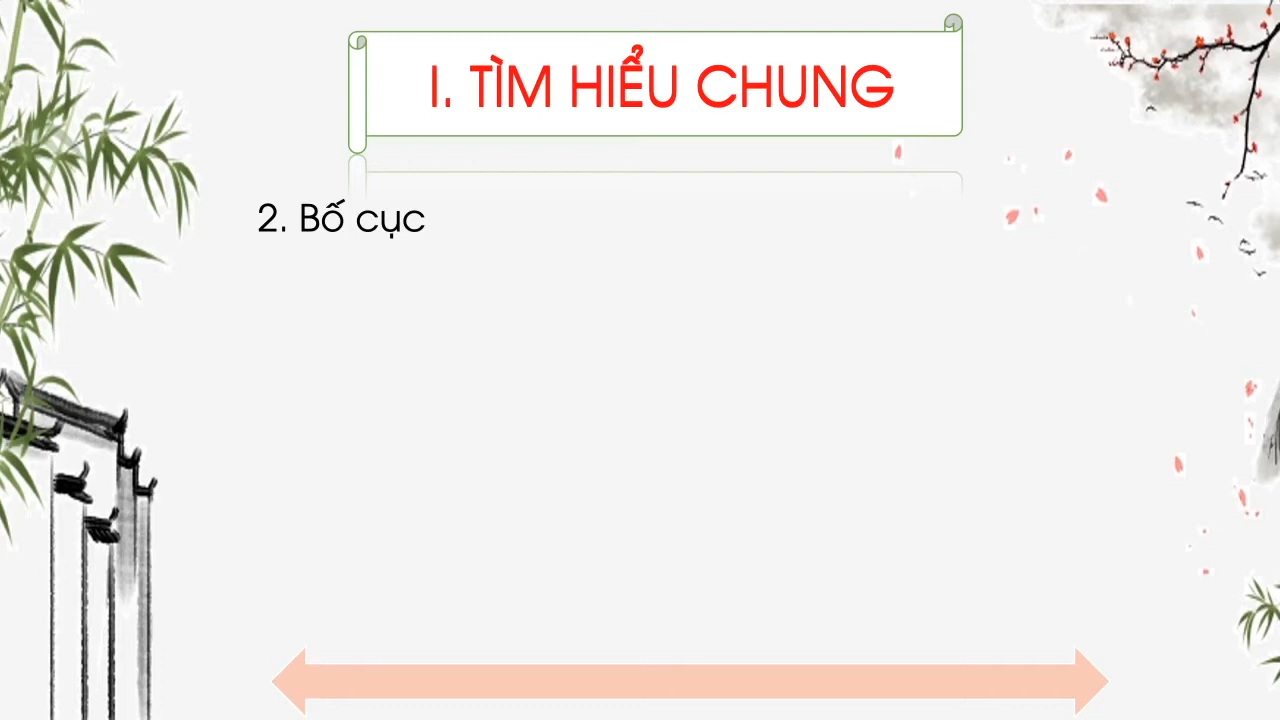 I. TÌM HIỂU CHUNG
2. Bố cục